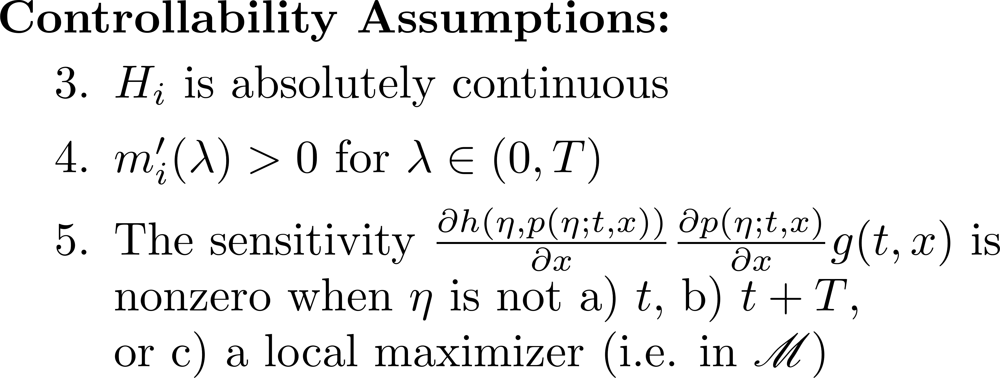 Controllability Assumptions:
3. $H_i$ is absolutely continuous
4. $m_i'(\lambda) > 0$ for $\lambda \in (0, T)$
5. The sensitivity $\frac{\partial h(\eta, p(\eta; t, x))}{\partial x} \frac{\partial p(\eta; t, x)}{\partial x} g(t, x)$ is
nonzero when $\eta$ is not a) $t$, b) $t + T$,
or c) a local maximizer (i.e. in $\mathscr{M}$)